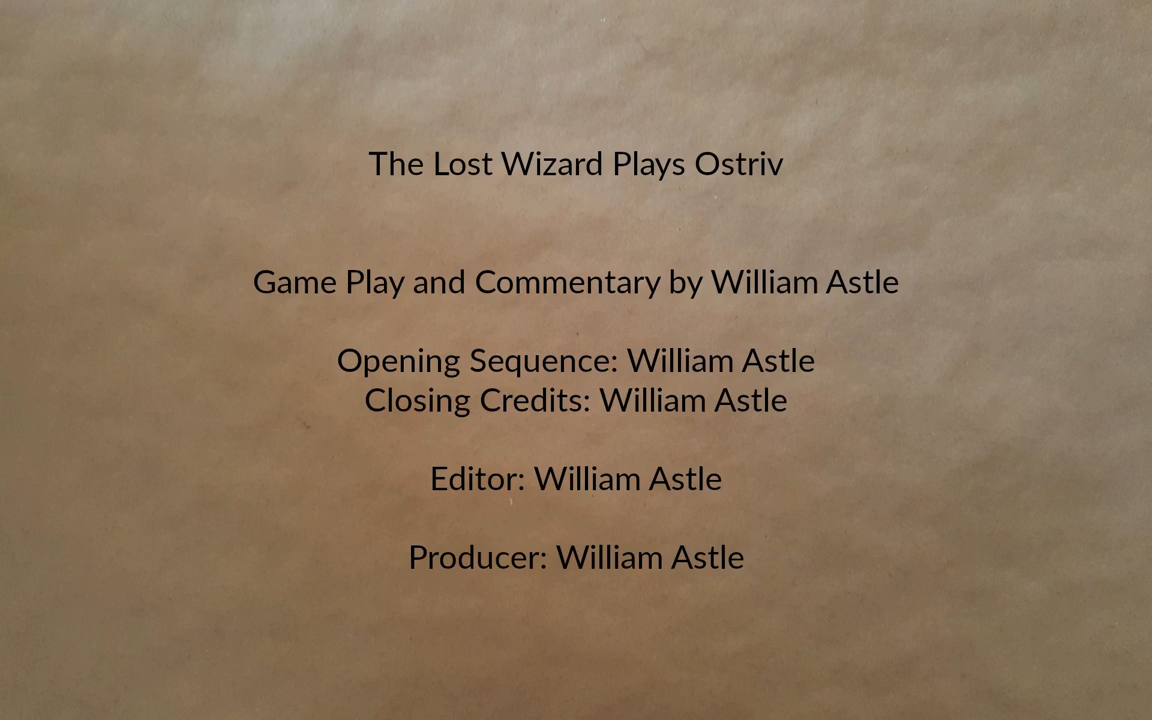 The Lost Wizard Plays Ostriv
Game Play and Commentary by William Astle
Opening Sequence: William Astle
Closing Credits: William Astle
Editor: William Astle
Producer: William Astle